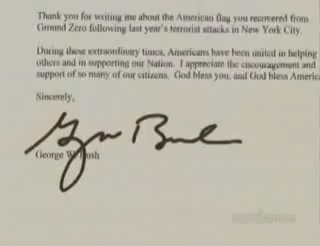 Thank you for writing me about the American flag you recovered from
Ground Zero following last year's terrorist attacks in New York City.
During these extraordinary times, Americans have been united in helping
others and in supporting our Nation. I appreciate the encouragement and
support of so many of our citizens. God bless you, and God bless Americ
Sincerely,
George W. Bush